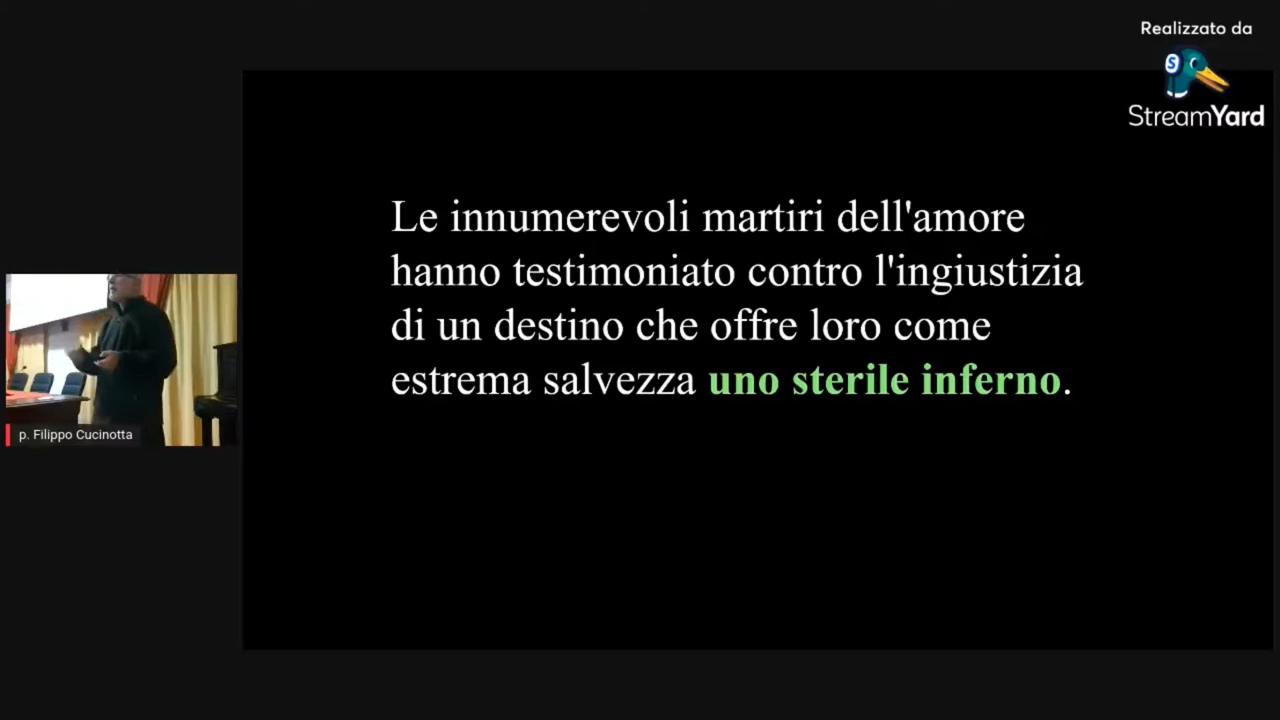 Realizzato da
S
StreamYard
Le innumerevoli martiri dell'amore
hanno testimoniato contro l'ingiustizia
di un destino che offre loro come
estrema salvezza uno sterile inferno.
p. Filippo Cucinotta